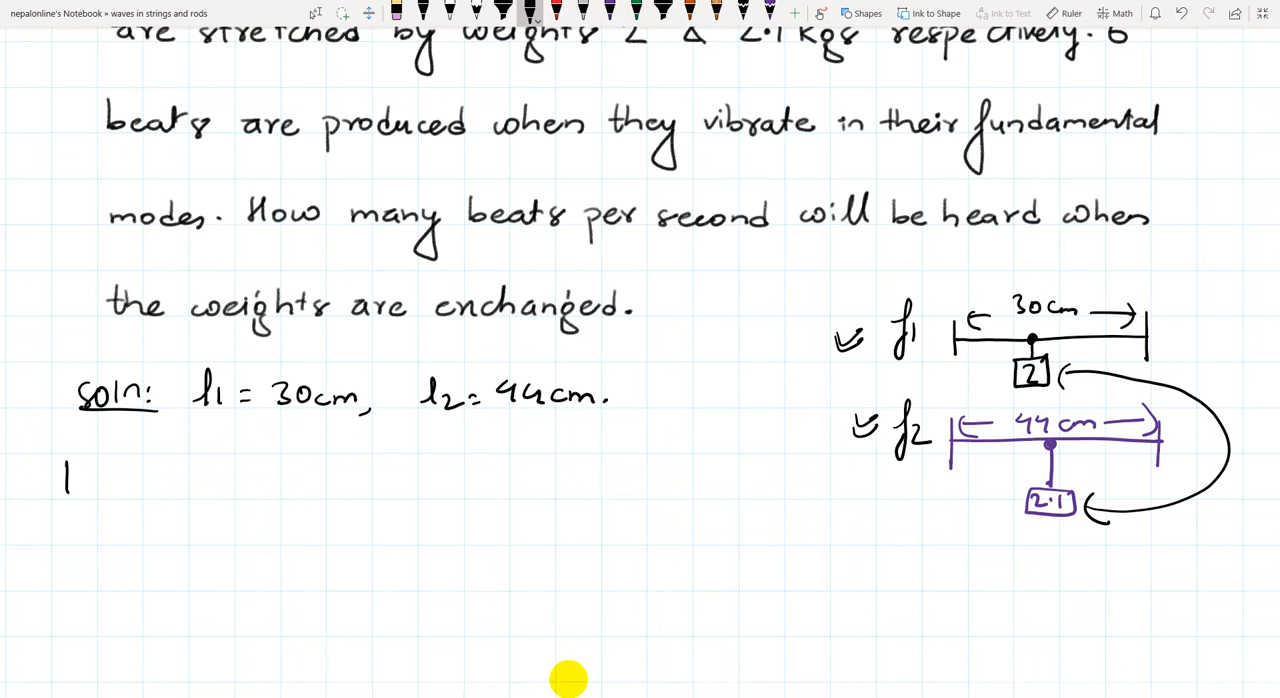 nepalonline's Notebook » waves in strings and rods
Shapes
Ink to Shape
Ink to Text
Ruler
Math
are stretched by weights 2 & 2.1 kgs respectively. 6
beats are produced when they vibrate in their fundamental
modes. How many beats per second will be heard when
the weights are enchanged.
soln: l1 = 30cm, l2 = 44cm.
f1
30cm
2
f2
44 cm
2.1